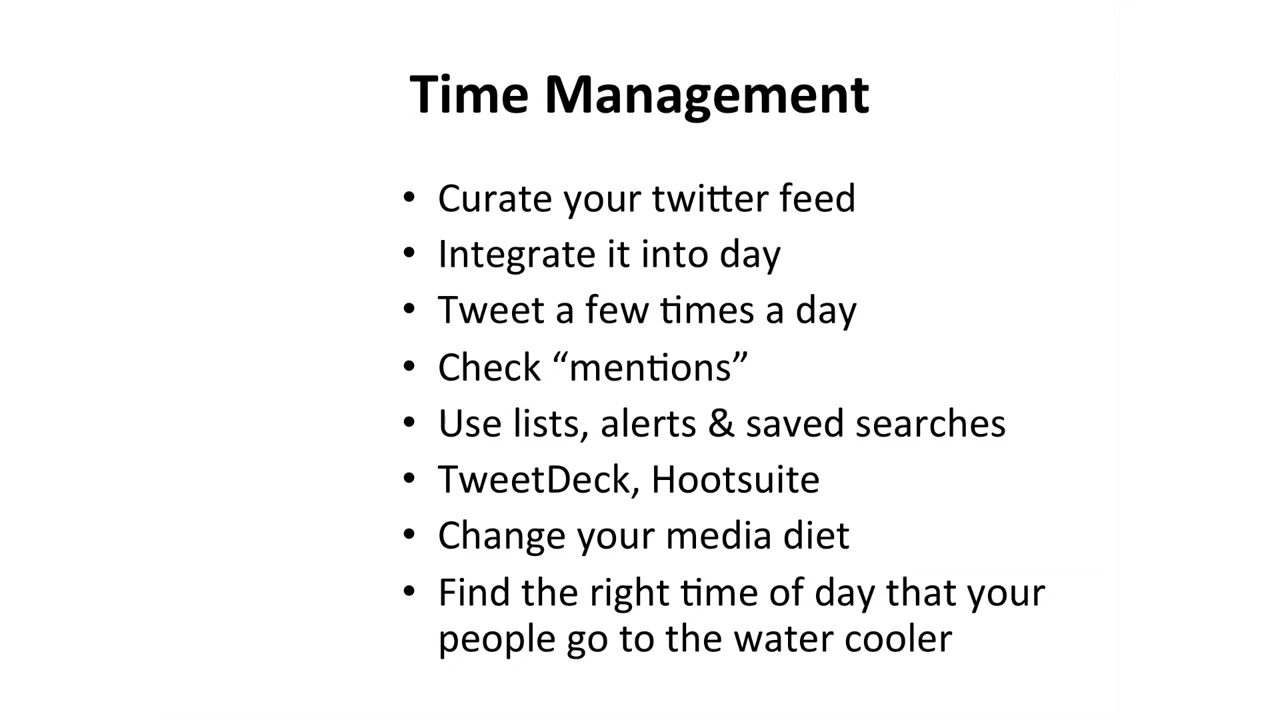 Time Management
• Curate your twitter feed
• Integrate it into day
• Tweet a few times a day
• Check “mentions”
• Use lists, alerts & saved searches
• TweetDeck, Hootsuite
• Change your media diet
• Find the right time of day that your
people go to the water cooler